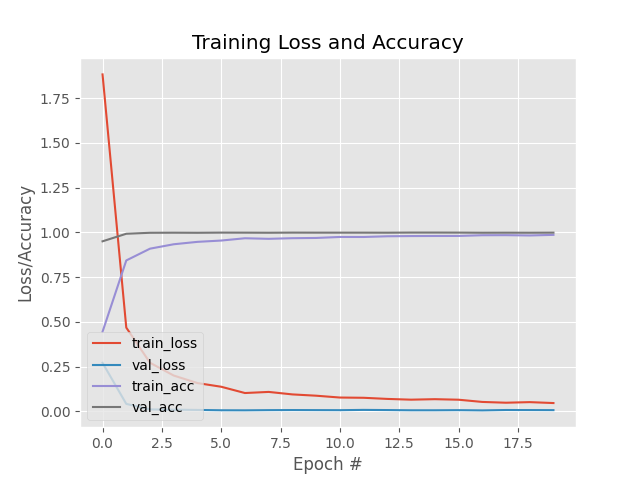 Training Loss and Accuracy
Loss/Accuracy
1.75
1.50
1.25
1.00
0.75
0.50
0.25
0.00
train_loss
val_loss
train_acc
val_acc
0.0 2.5 5.0 7.5 10.0 12.5 15.0 17.5
Epoch #